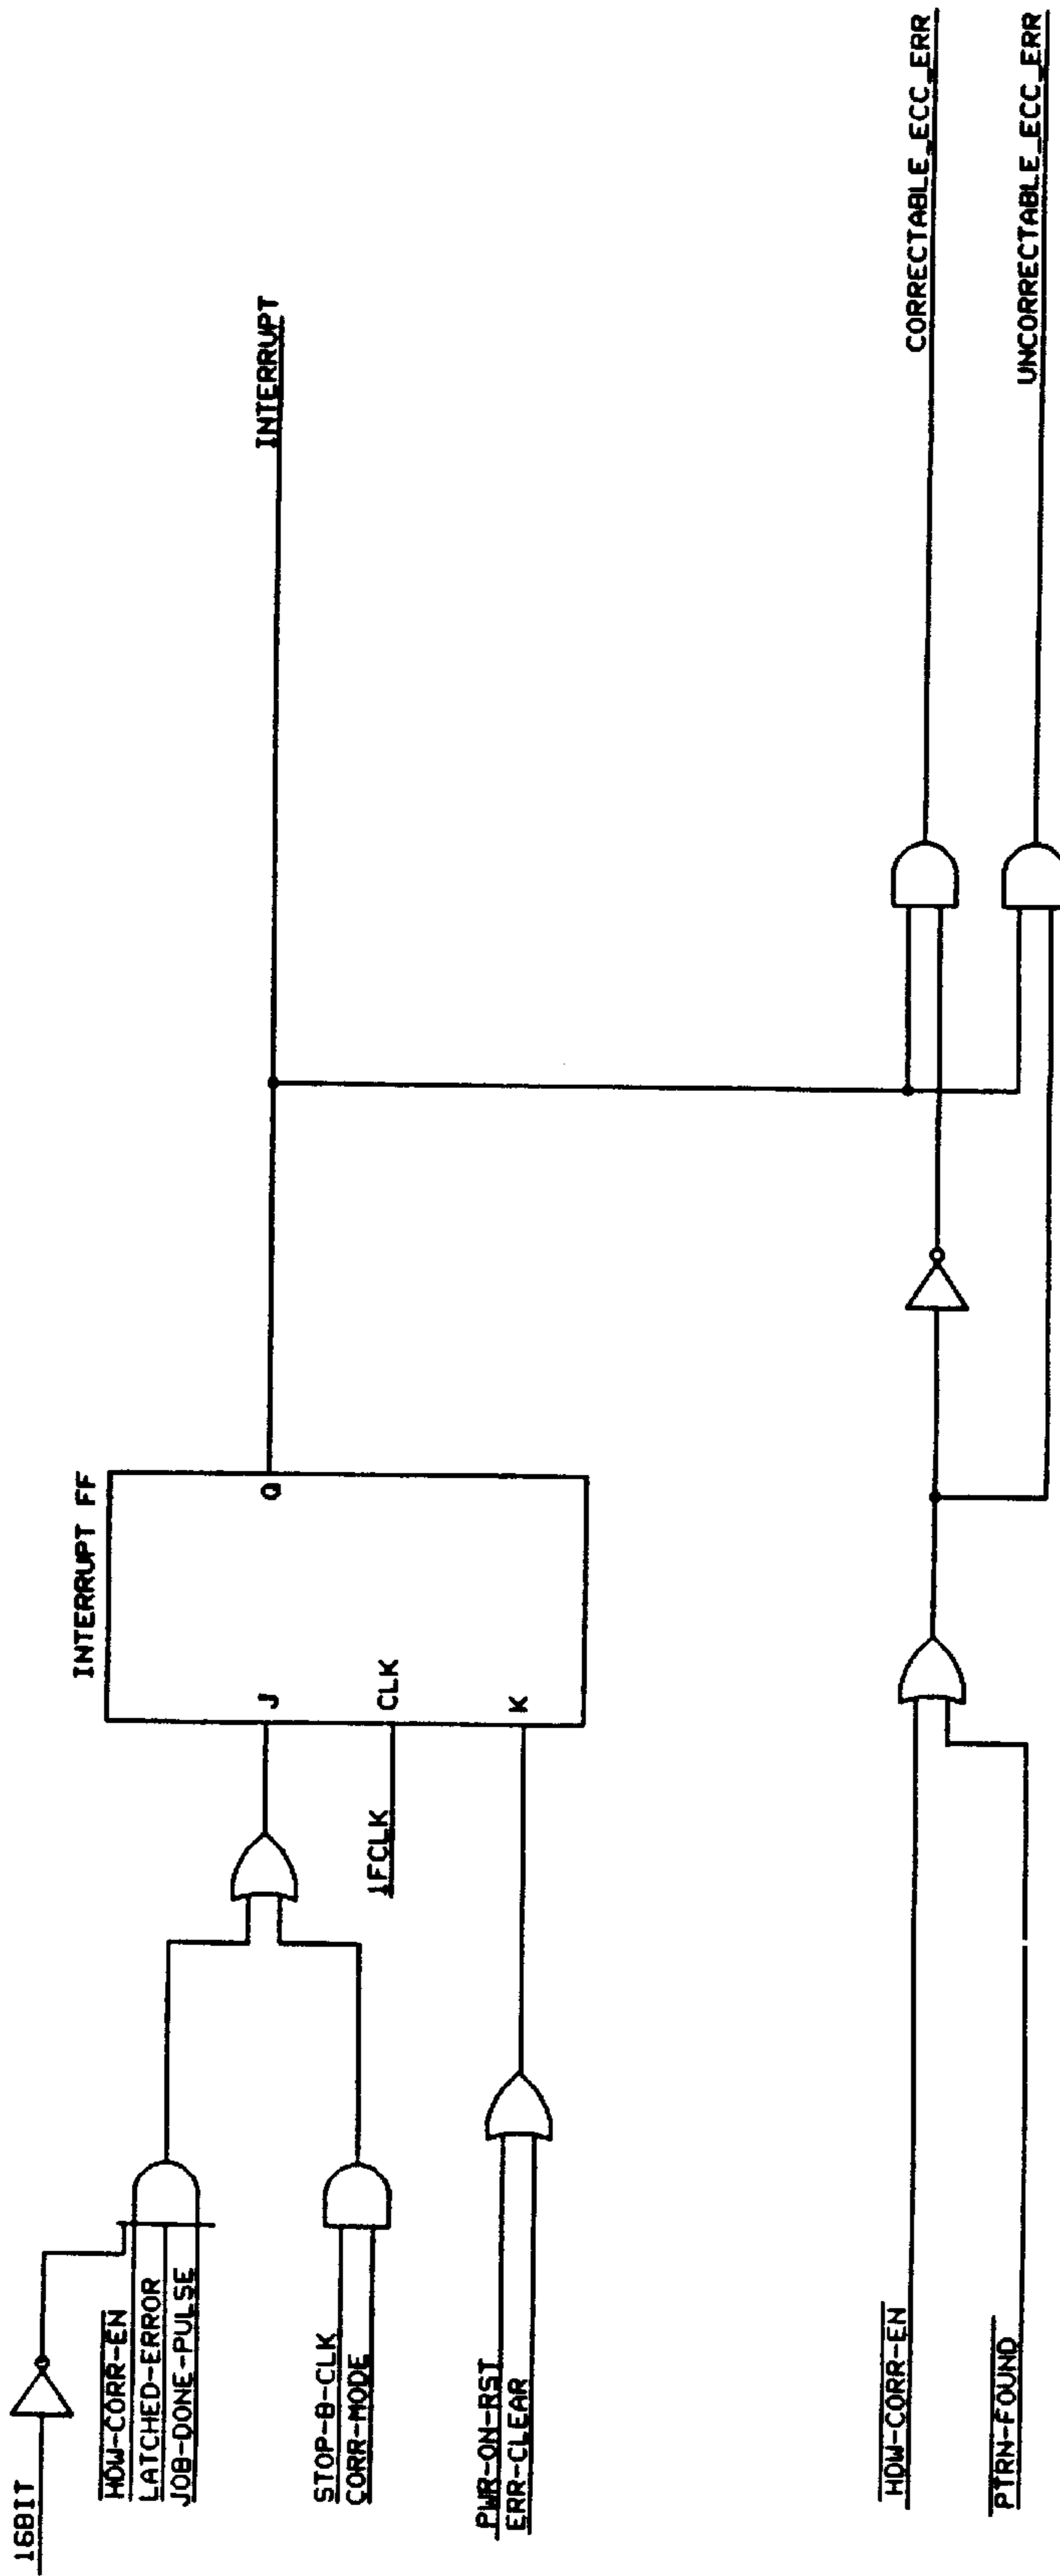 16BIT
HDW-CORR-EN
LATCHED-ERROR
JOB-DONE-PULSE
STOP-B-CLK
CORR-MODE
PWR-ON-RST
ERR-CLEAR
1FCLK
INTERRUPT FF
J
CLK
K
Q
INTERRUPT
HDW-CORR-EN
PTRN-FOUND
CORRECTABLE_ECC_ERR
UNCORRECTABLE_ECC_ERR